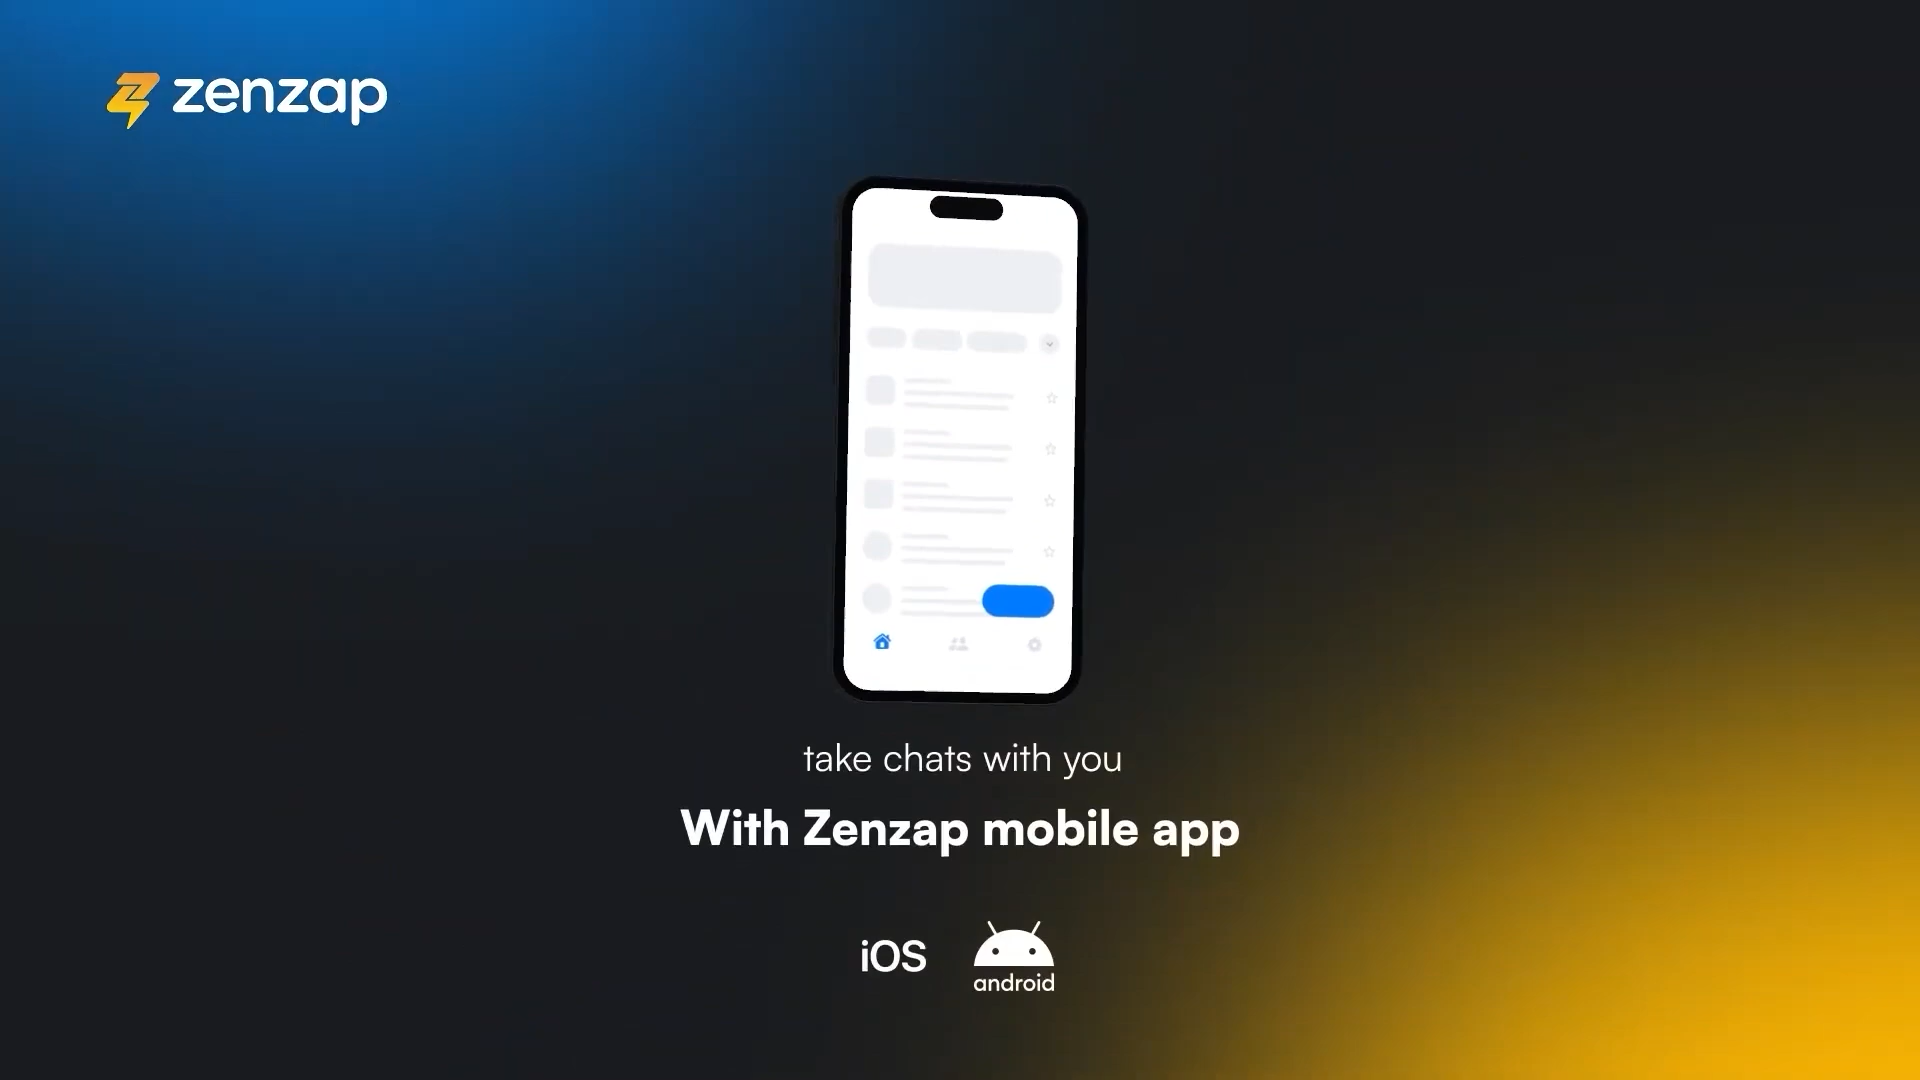 zenzap
take chats with you
With Zenzap mobile app
iOS
android